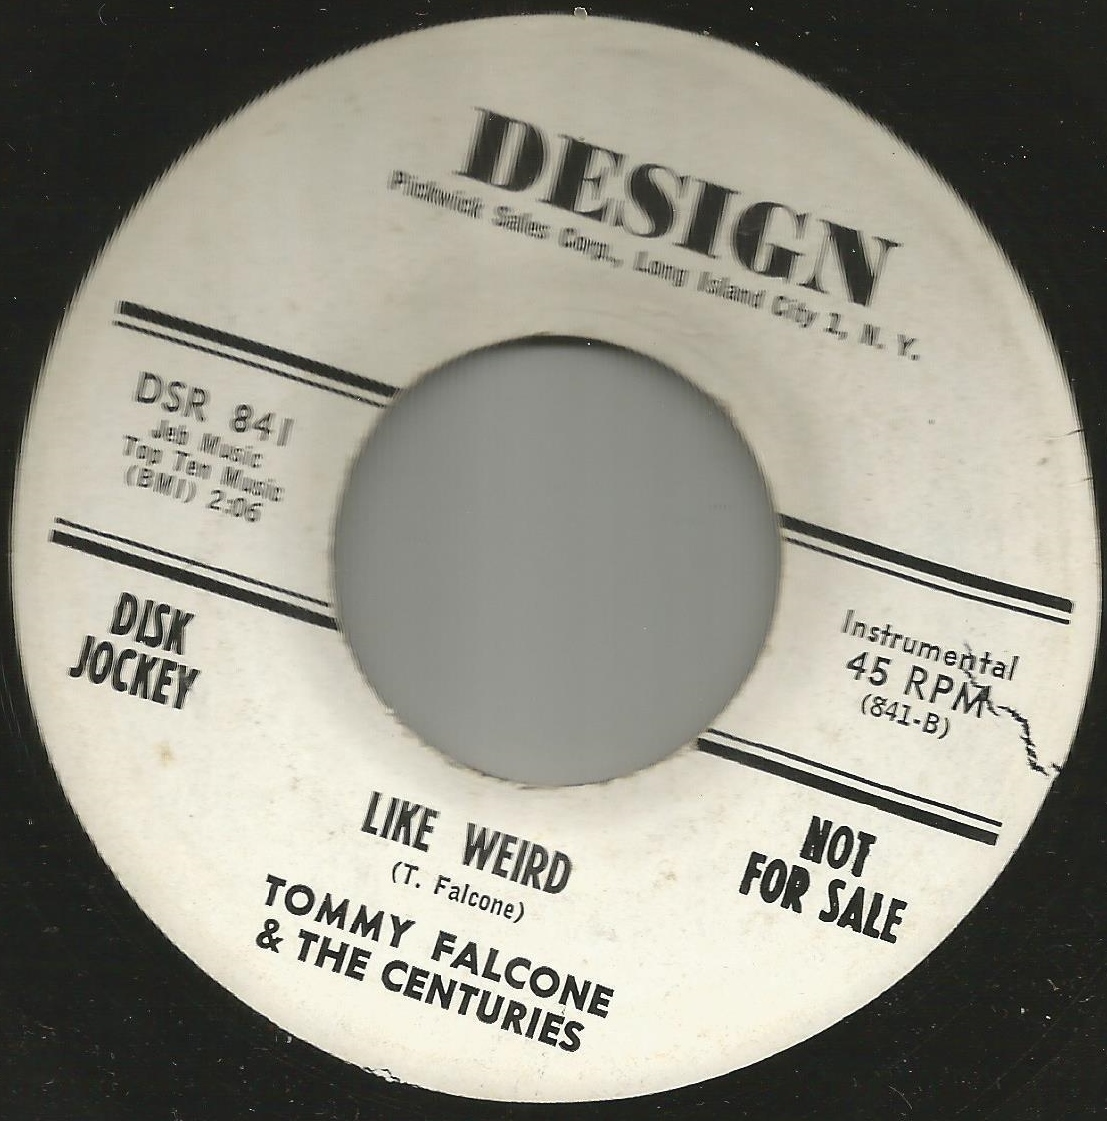 DESIGN
Pickwick Sales Corp., Long Island City 1, N. Y.
DSR 841
Jeb Music
Top Ten Music
(BMI) 2:06
DISK
JOCKEY
Instrumental
45 RPM
(841-B)
NOT
FOR SALE
LIKE WEIRD
(T. Falcone)
TOMMY FALCONE
& THE CENTURIES